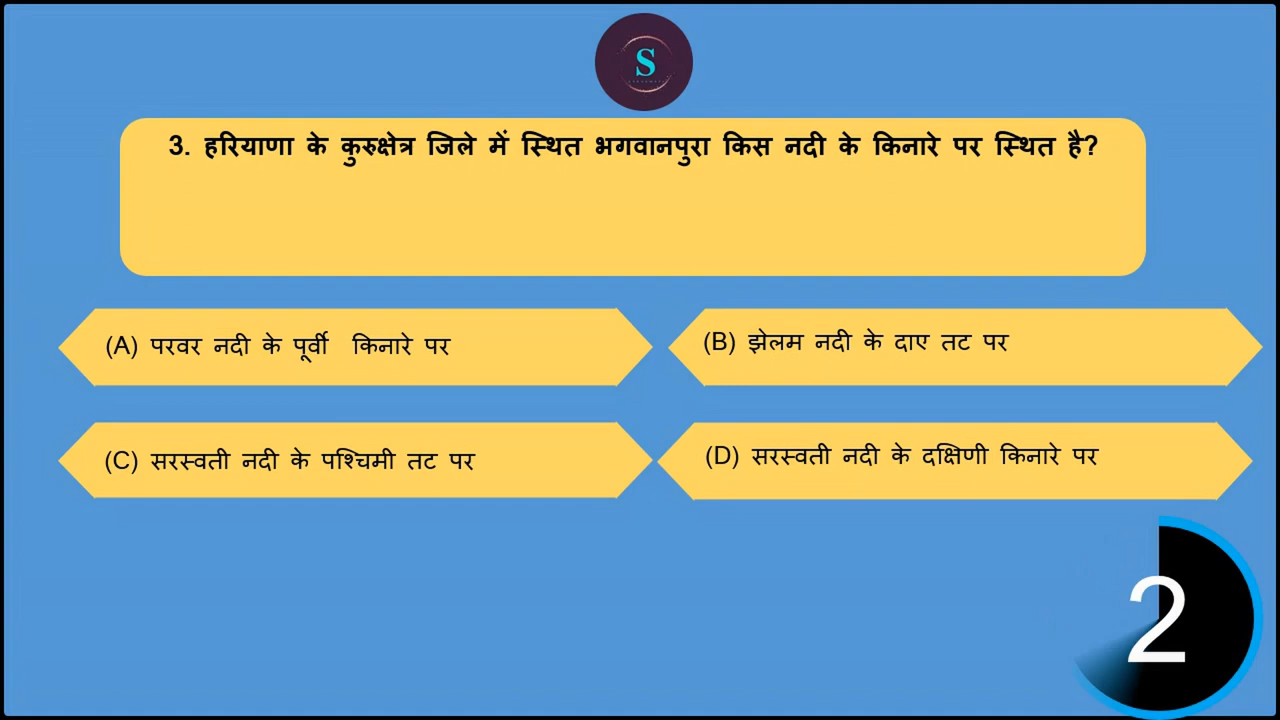 S
3. हरियाणा के कुरुक्षेत्र जिले में स्थित भगवानपुरा किस नदी के किनारे पर स्थित है?
(A) परवर नदी के पूर्वी किनारे पर
(B) झेलम नदी के दाए तट पर
(C) सरस्वती नदी के पश्चिमी तट पर
(D) सरस्वती नदी के दक्षिणी किनारे पर
2